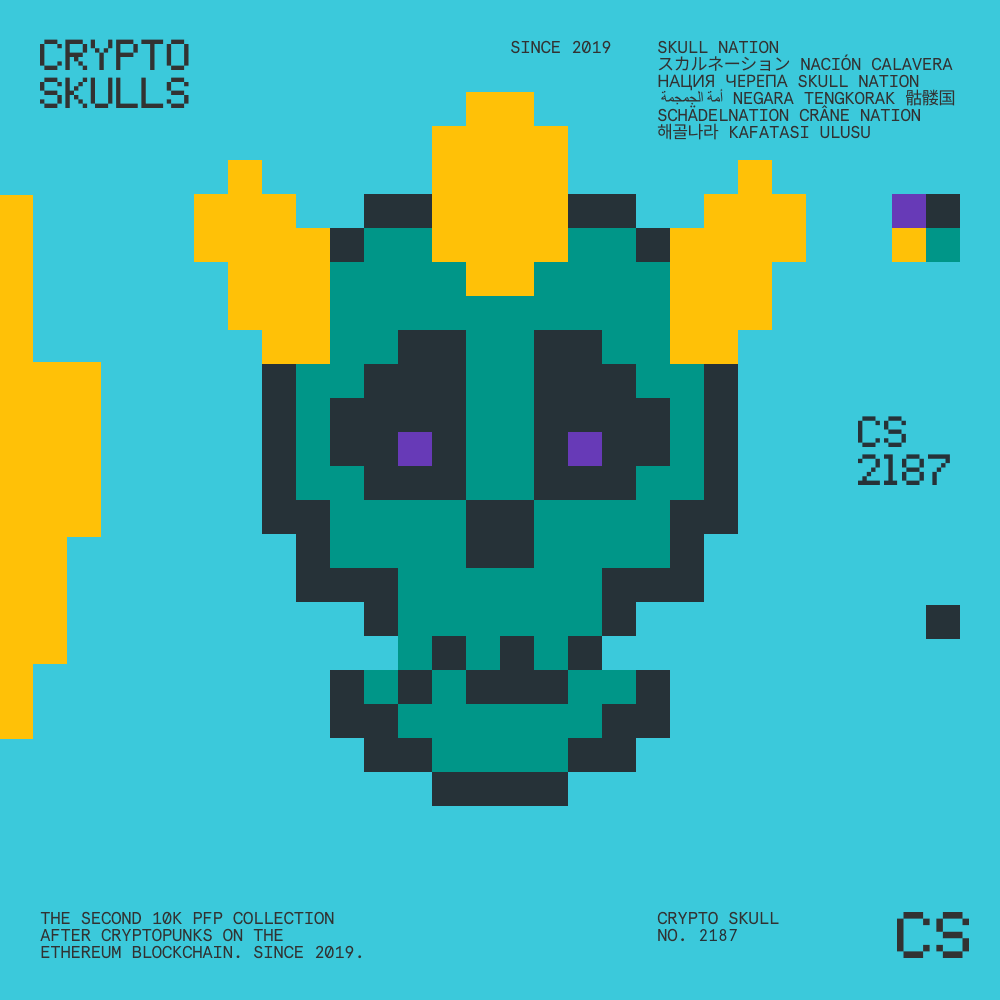 CRYPTO
SKULLS
SINCE 2019
SKULL NATION
スカルネーション NACIÓN CALAVERA
НАЦИЯ ЧЕРЕПА SKULL NATION
أمة الجمجمة NEGARA TENGKORAK 骷髅国
SCHÄDELNATION CRÂNE NATION
해골나라 KAFATASI ULUSU
CS
2187
THE SECOND 10K PFP COLLECTION
AFTER CRYPTOPUNKS ON THE
ETHEREUM BLOCKCHAIN. SINCE 2019.
CRYPTO SKULL
NO. 2187
CS